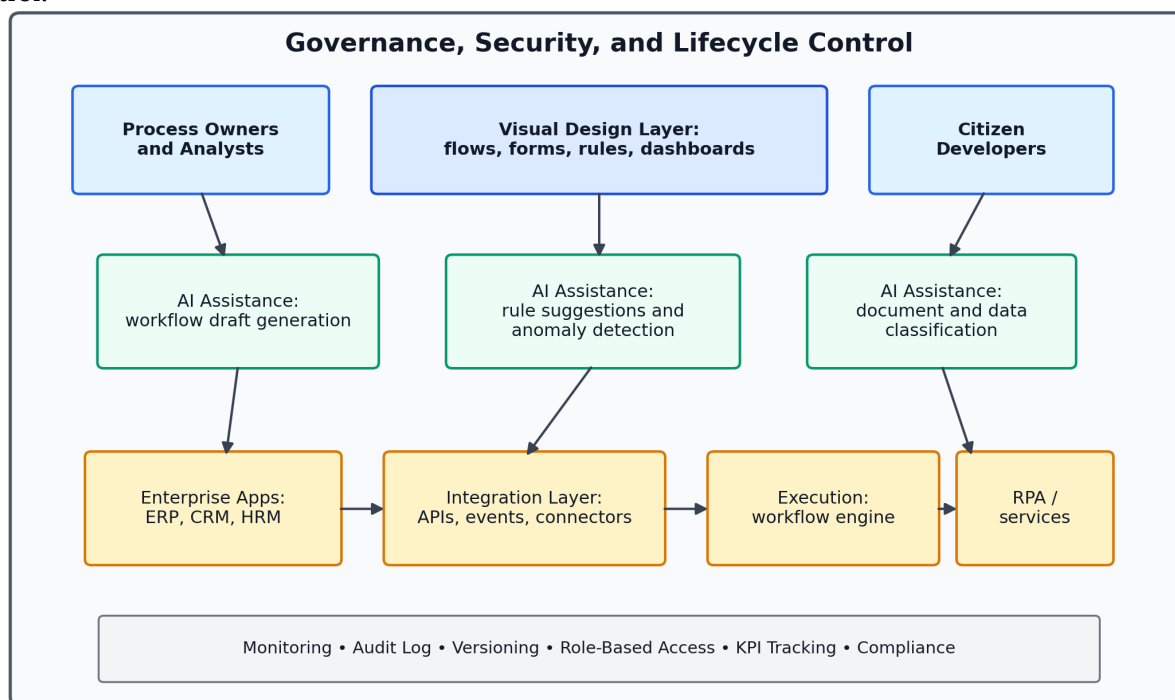 Governance, Security, and Lifecycle Control
Process Owners
and Analysts
Visual Design Layer:
flows, forms, rules, dashboards
Citizen
Developers
AI Assistance:
workflow draft generation
AI Assistance:
rule suggestions and
anomaly detection
AI Assistance:
document and data
classification
Enterprise Apps:
ERP, CRM, HRM
Integration Layer:
APIs, events, connectors
Execution:
workflow engine
RPA /
services
Monitoring • Audit Log • Versioning • Role-Based Access • KPI Tracking • Compliance